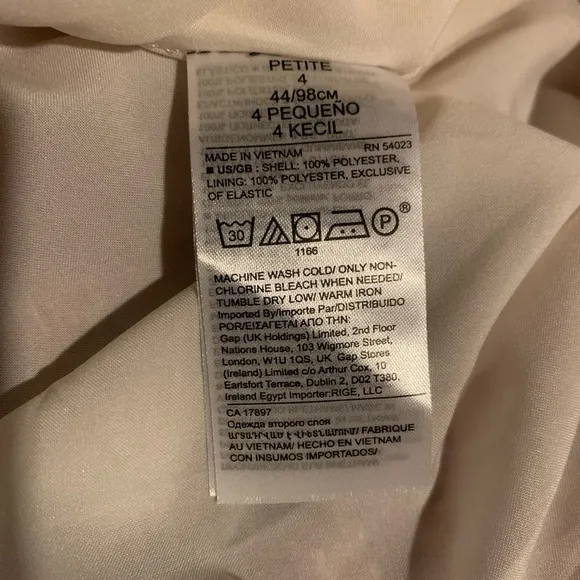 PETITE
4
44/98CM
4 PEQUEÑO
4 KECIL
MADE IN VIETNAM RN 54023
US/GB : SHELL: 100% POLYESTER,
LINING: 100% POLYESTER, EXCLUSIVE
OF ELASTIC
30 P ®
1166
MACHINE WASH COLD/ ONLY NON-
CHLORINE BLEACH WHEN NEEDED/
TUMBLE DRY LOW/ WARM IRON
Imported By/Importe Par/DISTRIBUIDO
POR/ΕΙΣΑΓΕΤΑΙ ΑΠΟ ΤΗΝ:
Gap (UK Holdings) Limited, 2nd Floor
Nations House, 103 Wigmore Street,
London, W1U 1QS, UK Gap Stores
(Ireland) Limited c/o Arthur Cox, 10
Earlsfort Terrace, Dublin 2, D02 T380.
Ireland Egypt Importer:RIGE, LLC
CA 17897
Одежда второго слоя
ԱՐՏԱԴՐՎԱԾ Է ՎԻԵՏՆԱՄՈՒՄ/ FABRIQUE
AU VIETNAM/ HECHO EN VIETNAM
CON INSUMOS IMPORTADOS/